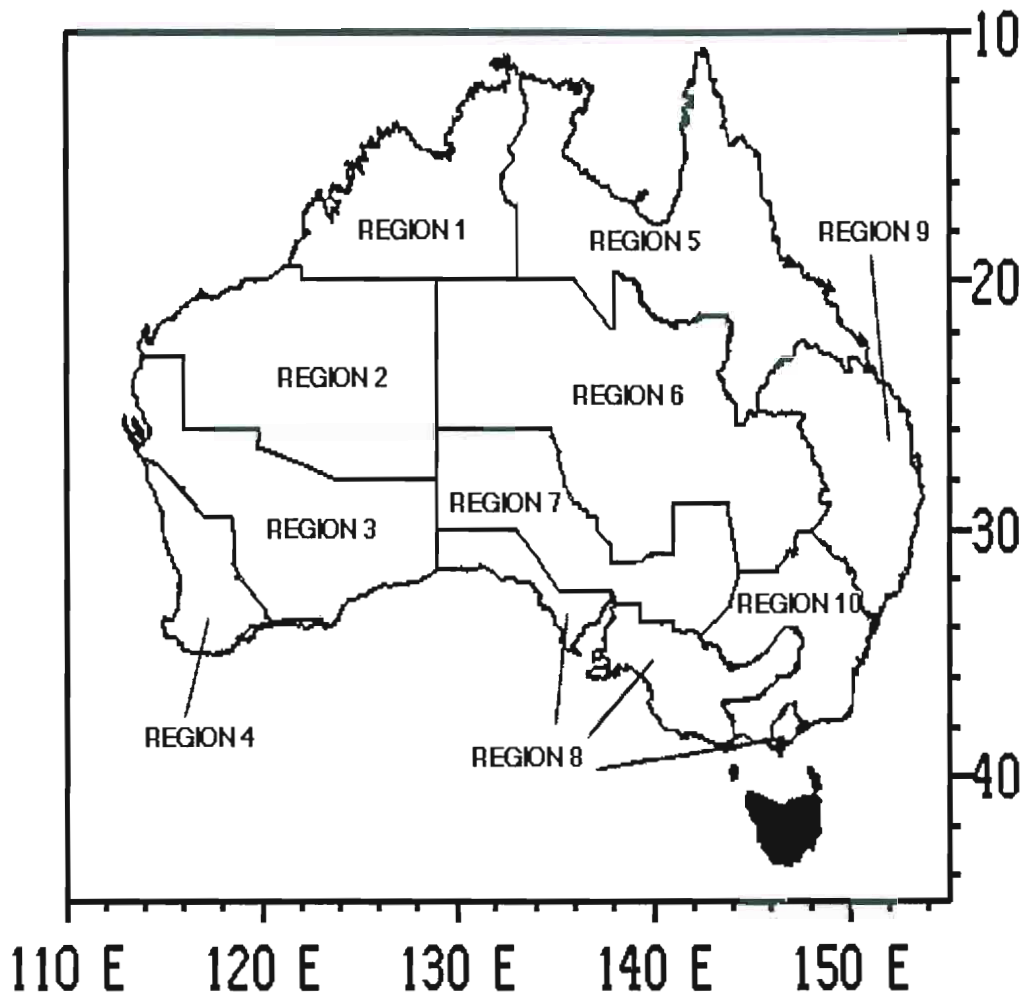 10
REGION 1
REGION 5
REGION 9
20
REGION 2
REGION 6
REGION 7
REGION 3
30
REGION 10
REGION 4
REGION 8
40
110 E
120 E
130 E
140 E
150 E